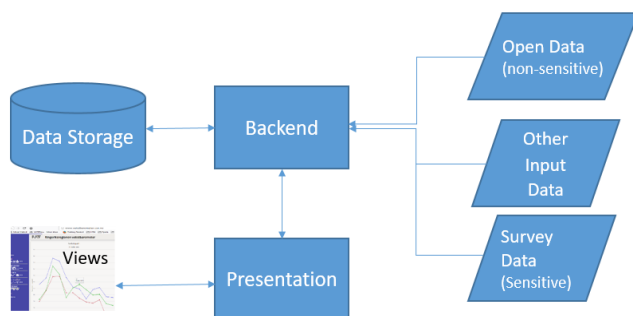 Open Data
(non-sensitive)
Data Storage
Backend
Other
Input
Data
Views
Presentation
Survey
Data
(Sensitive)